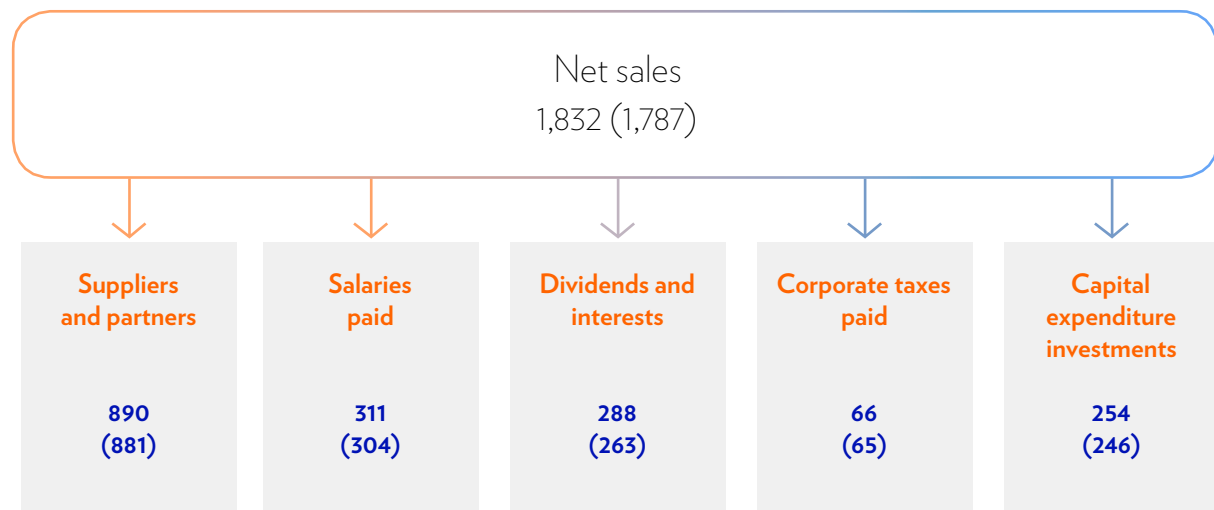 Net sales
1,832 (1,787)
Suppliers
and partners
890
(881)
Salaries
paid
311
(304)
Dividends and
interests
288
(263)
Corporate taxes
paid
66
(65)
Capital
expenditure
investments
254
(246)